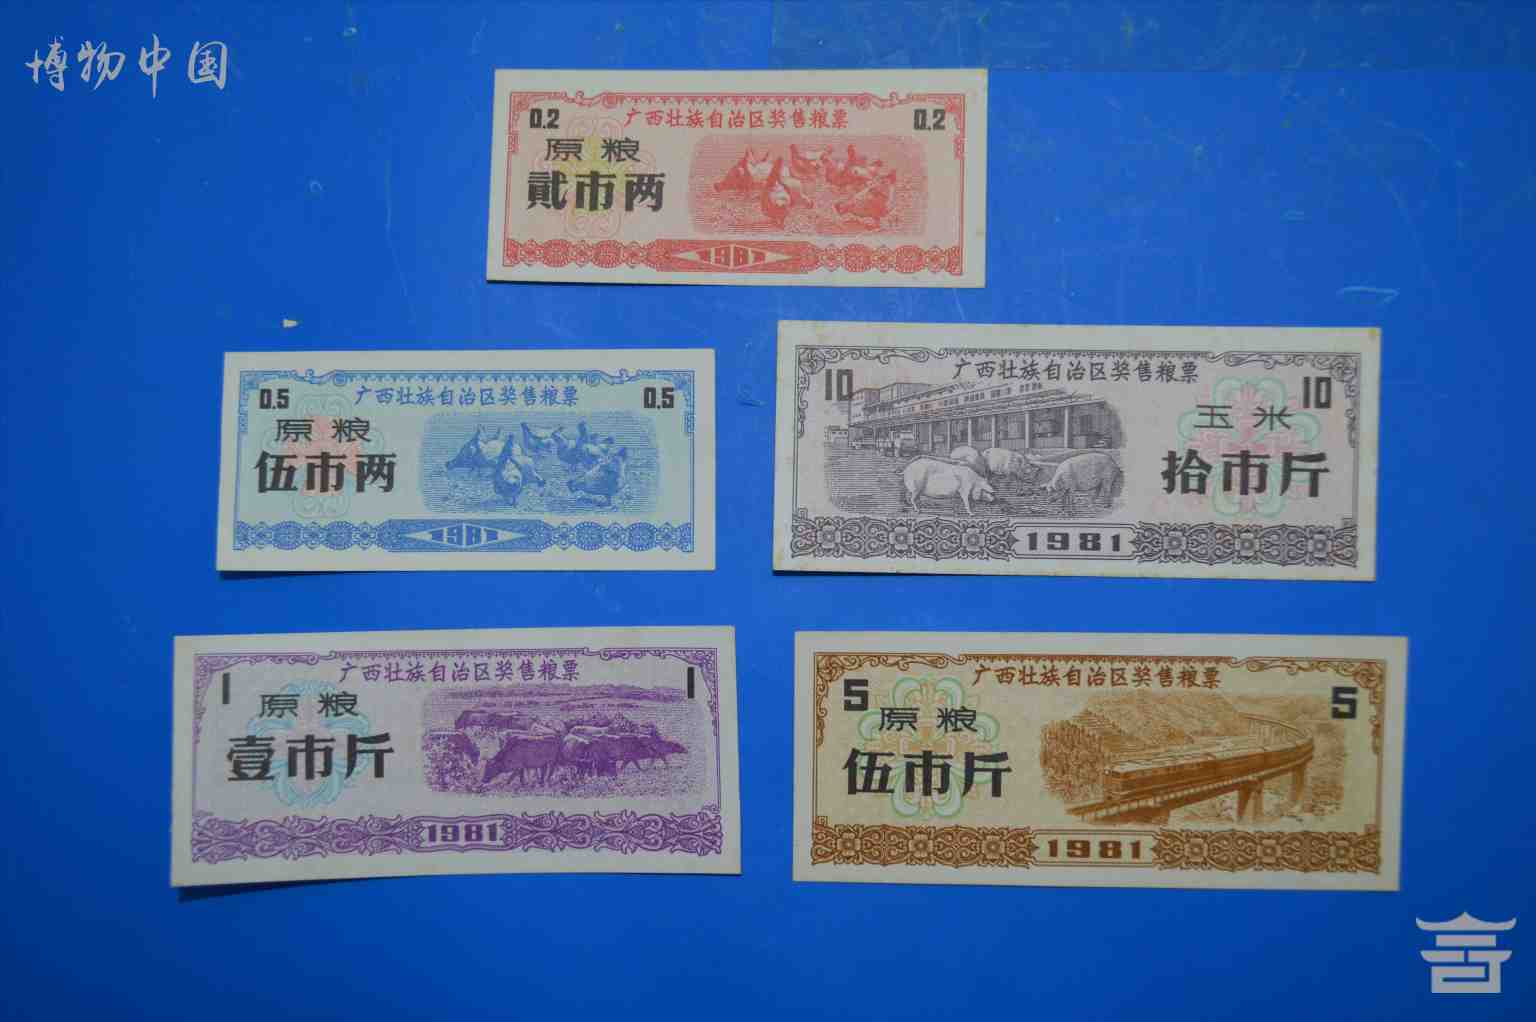 博物中国
广西壮族自治区奖售粮票
0.2 0.2
原粮
贰市两
1981
广西壮族自治区奖售粮票
0.5 0.5
原粮
伍市两
1981
广西壮族自治区奖售粮票
10 10
玉米
拾市斤
1981
广西壮族自治区奖售粮票
1 1
原粮
壹市斤
1981
广西壮族自治区奖售粮票
5 5
原粮
伍市斤
1981